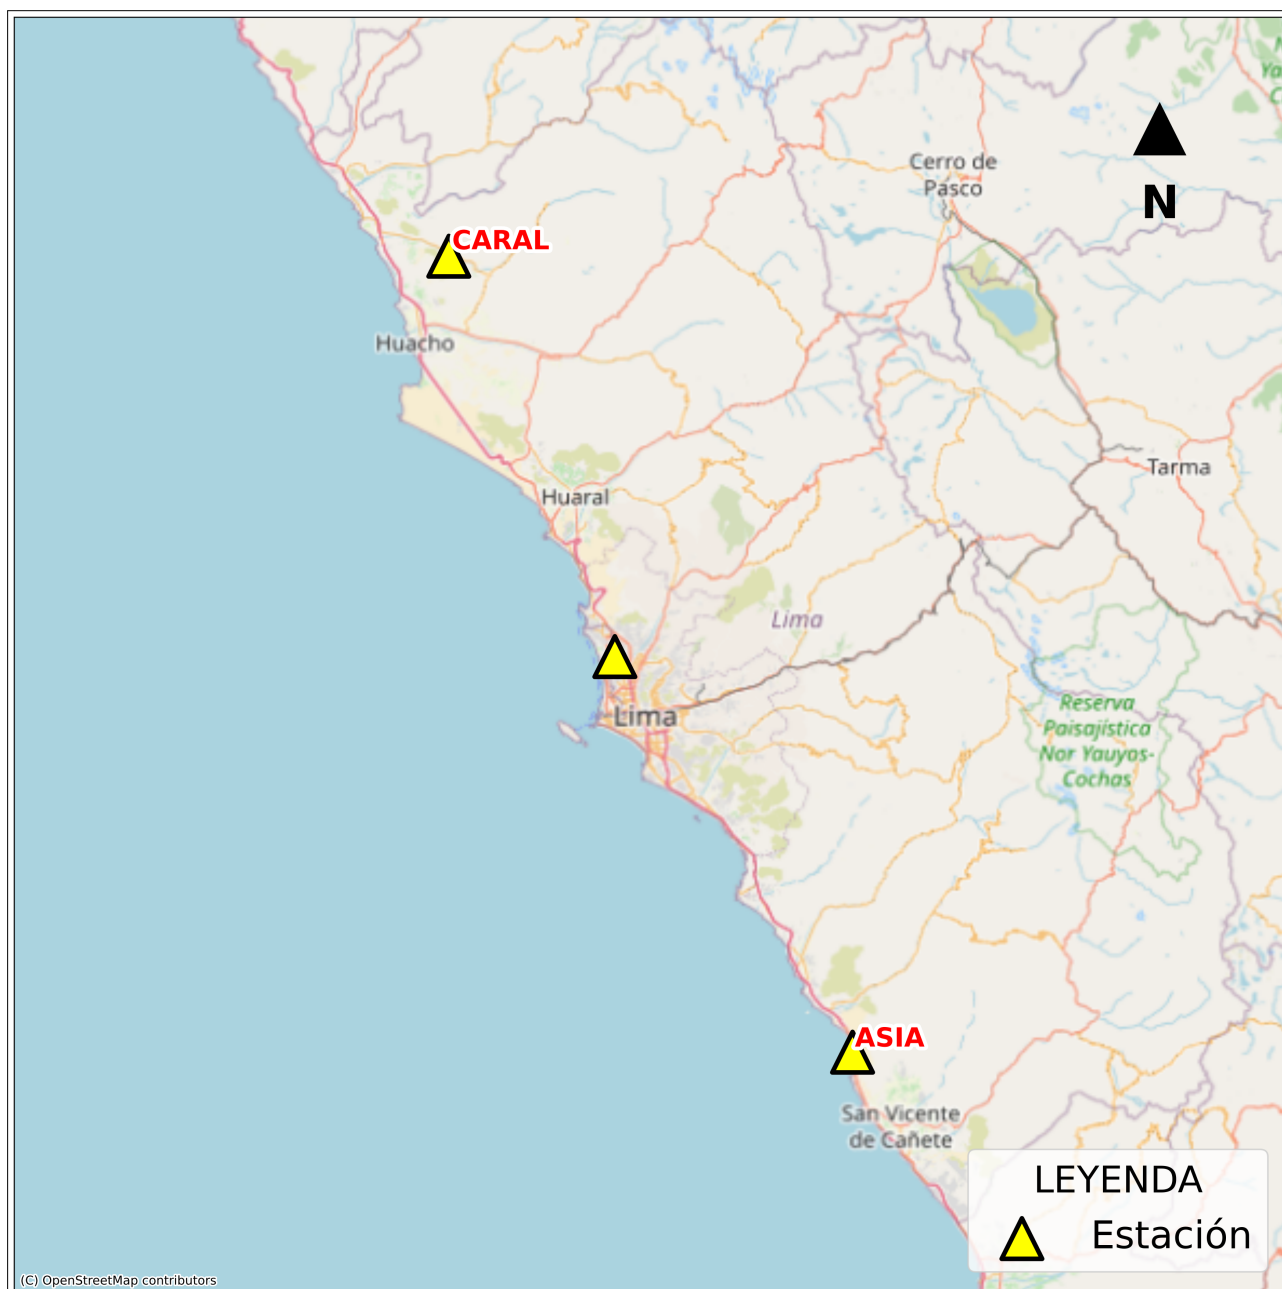 Cerro de
Pasco
N
CARAL
Huacho
Tarma
Huaral
Lima
Lima
Reserva
Paisajística
Nor Yauyos-
Cochas
ASIA
San Vicente
de Cañete
LEYENDA
Estación
(C) OpenStreetMap contributors